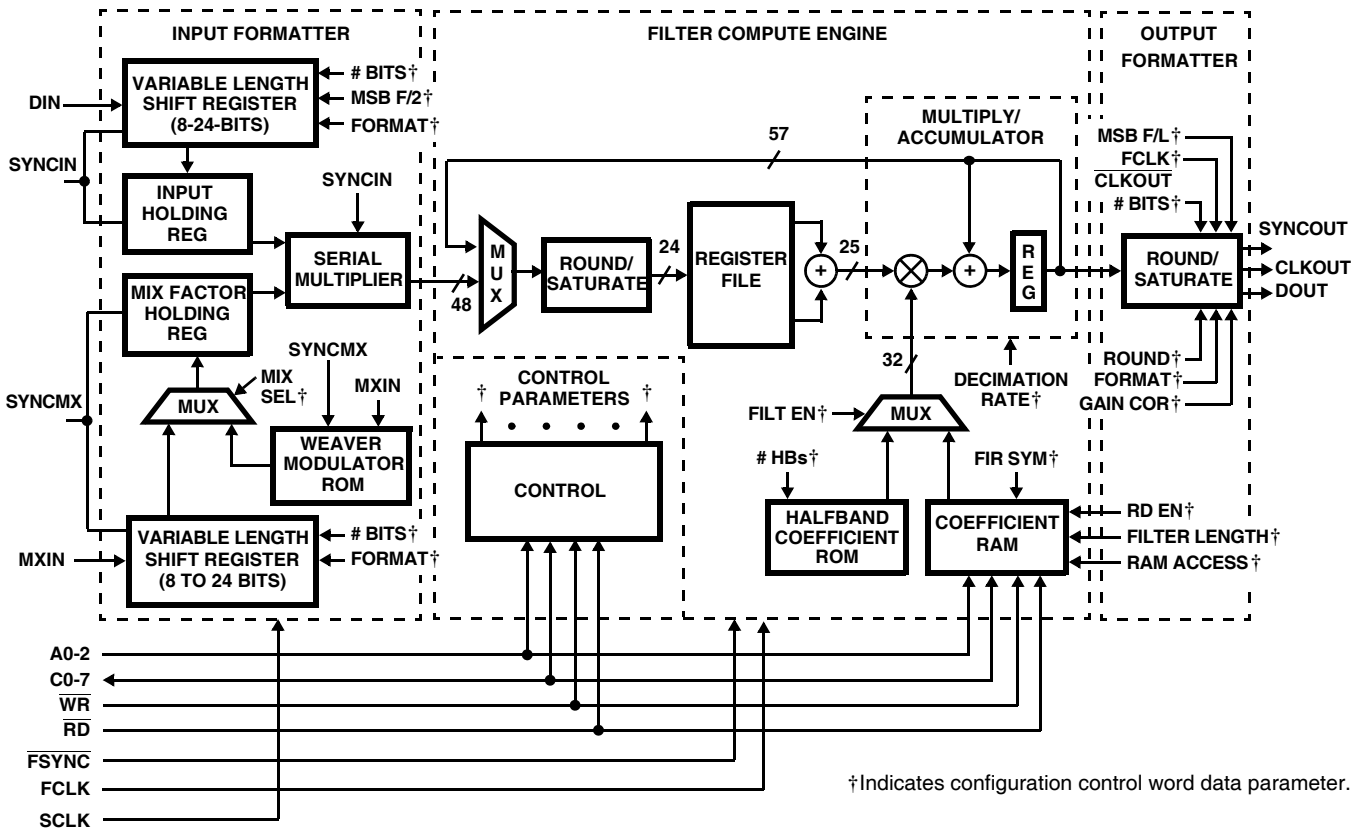 INPUT FORMATTER
VARIABLE LENGTH
SHIFT REGISTER
(8-24-BITS)
# BITS†
MSB F/2†
FORMAT†
DIN
SYNCIN
INPUT
HOLDING
REG
SYNCIN
SERIAL
MULTIPLIER
MIX FACTOR
HOLDING
REG
SYNCMX
MIX
SEL†
MXIN
MUX
SYNCMX
WEAVER
MODULATOR
ROM
VARIABLE LENGTH
SHIFT REGISTER
(8 TO 24 BITS)
# BITS†
FORMAT†
MXIN
FILTER COMPUTE ENGINE
57
48
MUX
ROUND/
SATURATE
24
REGISTER
FILE
+
25
MULTIPLY/
ACCUMULATOR
+
REG
32
DECIMATION
RATE†
FILT EN†
MUX
# HBs†
FIR SYM†
HALFBAND
COEFFICIENT
ROM
COEFFICIENT
RAM
RD EN†
FILTER LENGTH†
RAM ACCESS†
† CONTROL †
PARAMETERS
CONTROL
OUTPUT
FORMATTER
MSB F/L†
FCLK†
CLKOUT
# BITS†
ROUND/
SATURATE
SYNCOUT
CLKOUT
DOUT
ROUND†
FORMAT†
GAIN COR†
A0-2
C0-7
WR
RD
FSYNC
FCLK
SCLK
†Indicates configuration control word data parameter.